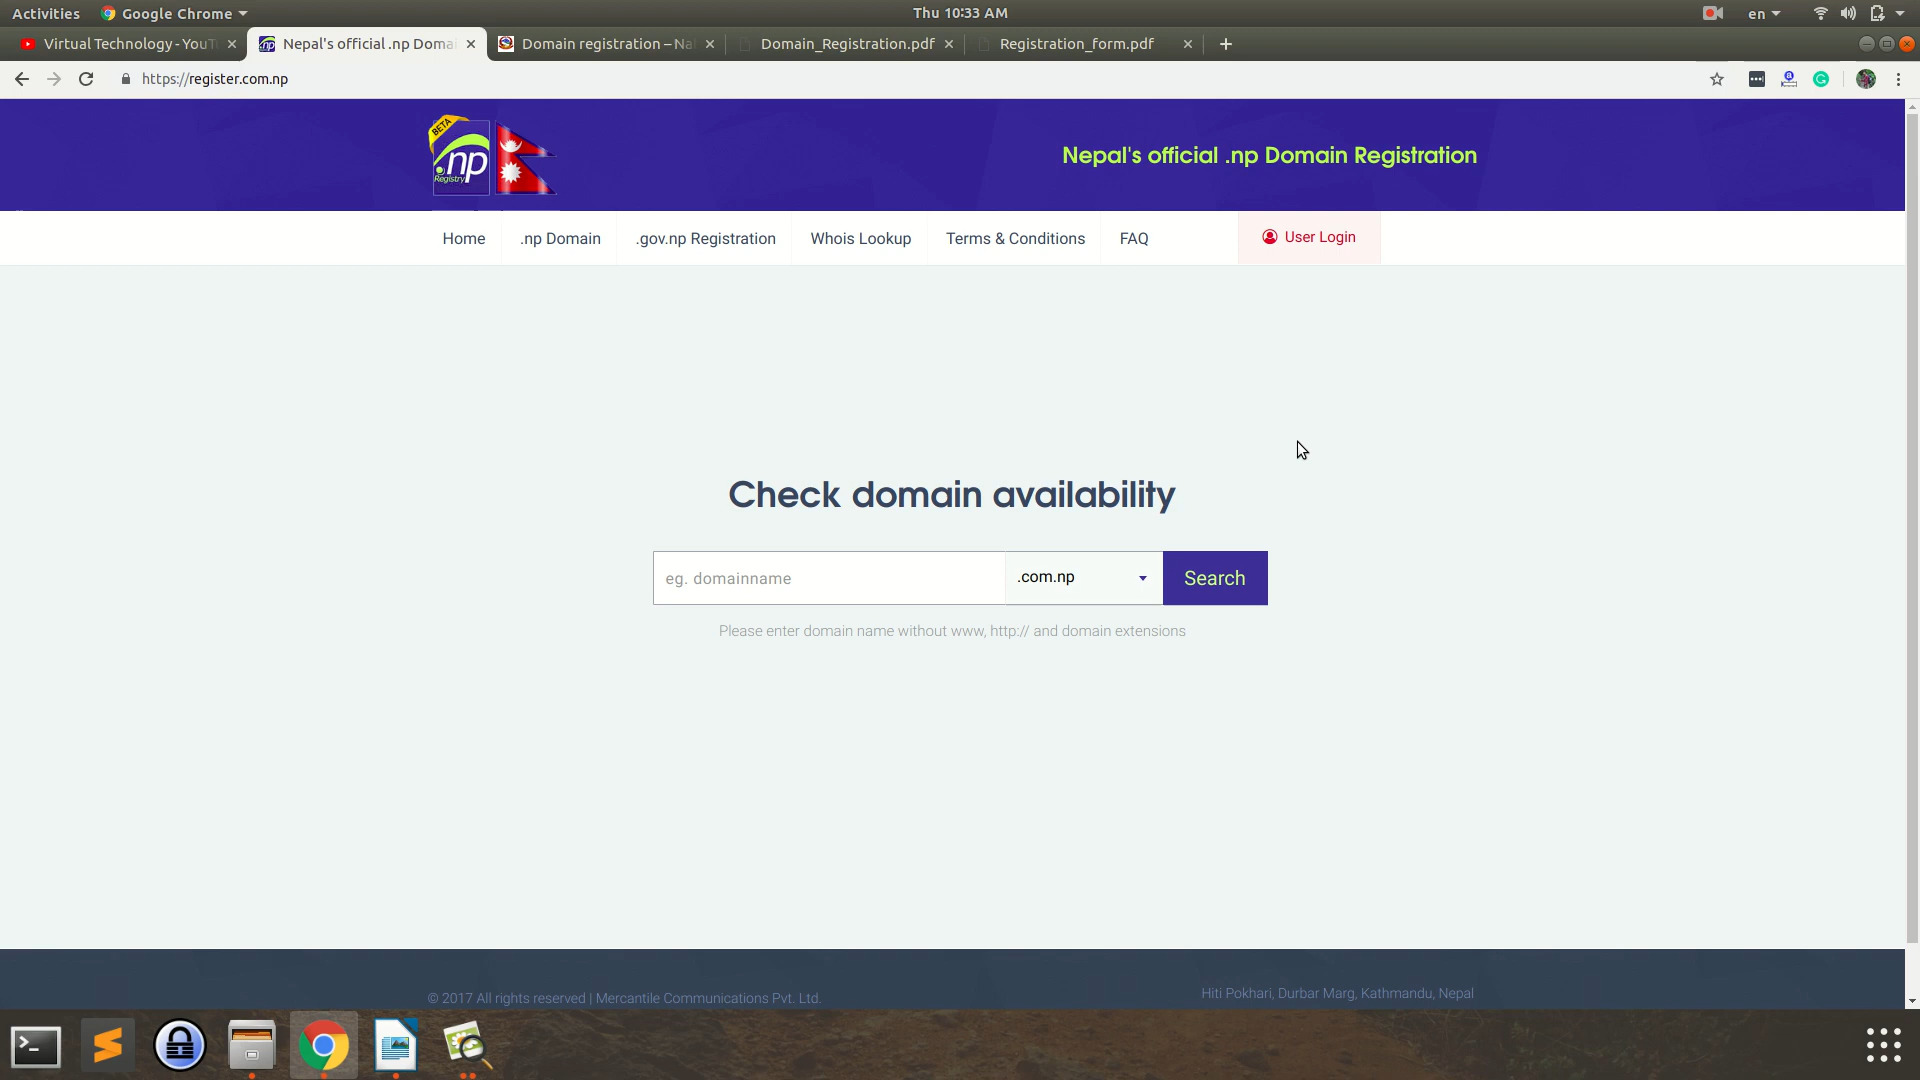 Activities Google Chrome Thu 10:33 AM en
Virtual Technology - YouT Nepal's official .np Doma Domain registration – Na Domain_Registration.pdf Registration_form.pdf
https://register.com.np
BETA
.np
Registry
Nepal's official .np Domain Registration
Home .np Domain .gov.np Registration Whois Lookup Terms & Conditions FAQ User Login
Check domain availability
eg. domainname .com.np Search
Please enter domain name without www, http:// and domain extensions
© 2017 All rights reserved | Mercantile Communications Pvt. Ltd. Hiti Pokhari, Durbar Marg, Kathmandu, Nepal